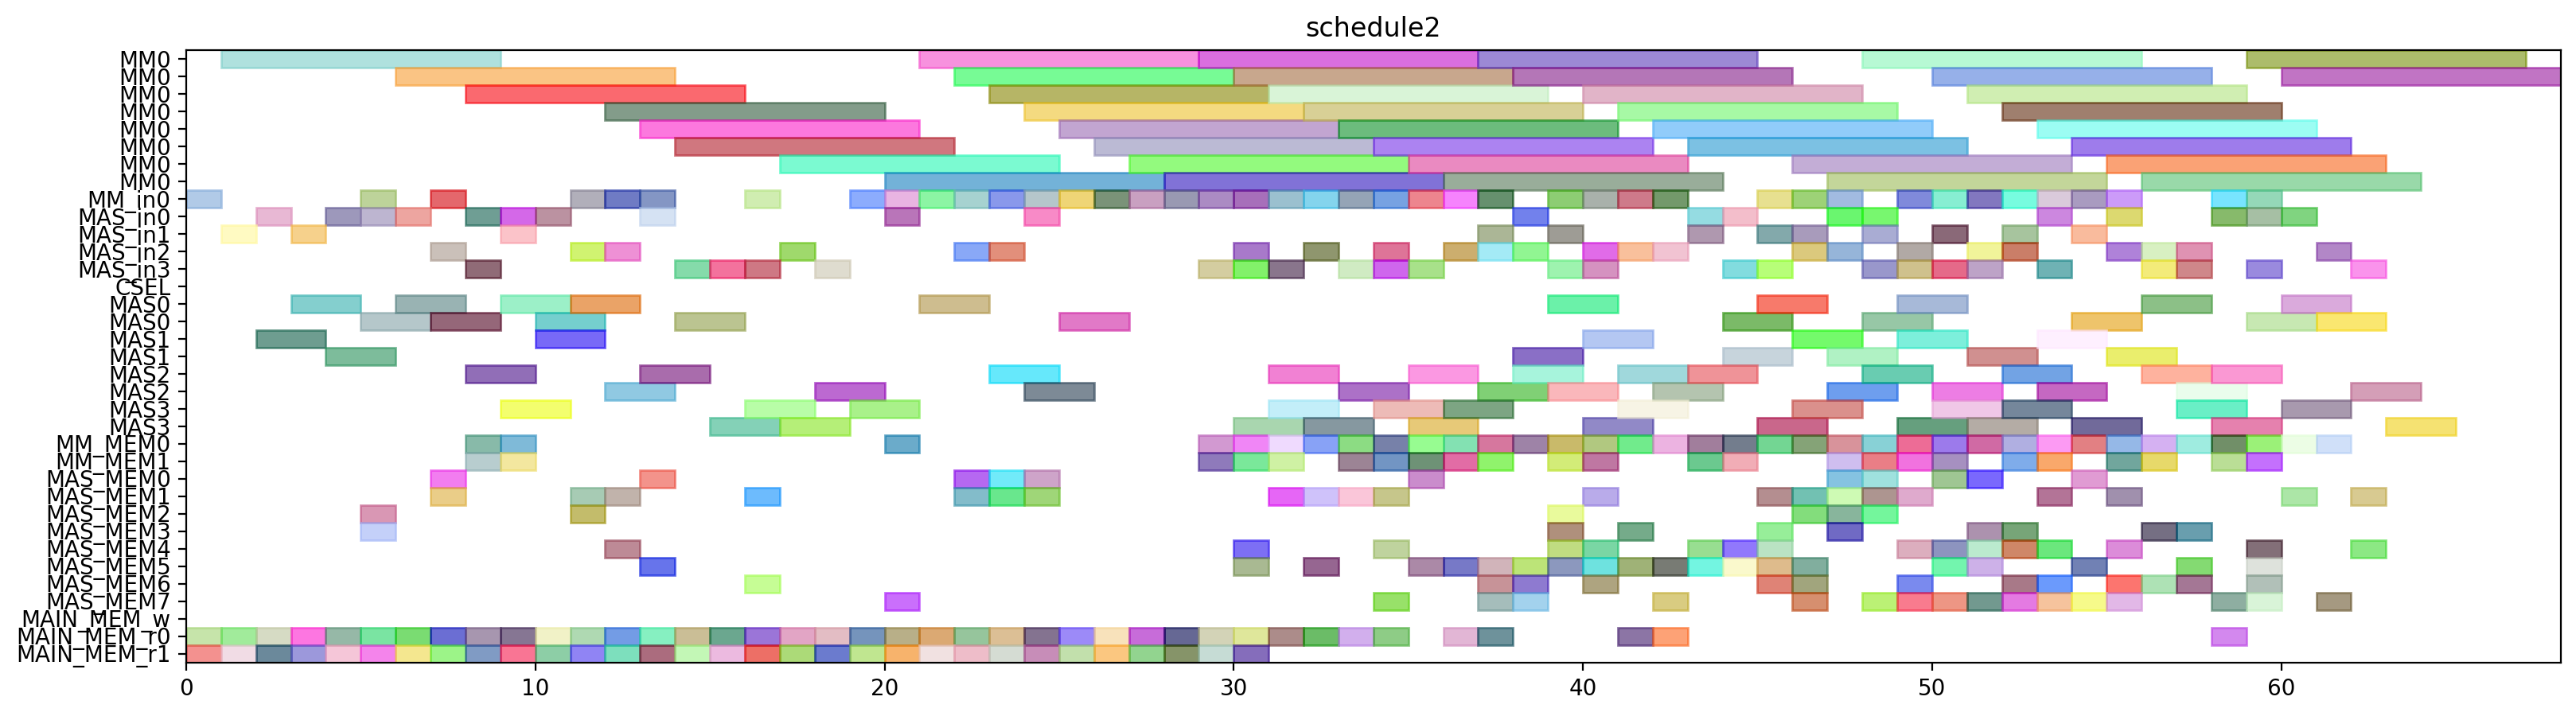 schedule2
MM0
MM0
MM0
MM0
MM0
MM0
MM0
MM0
MM_in0
MAS_in0
MAS_in1
MAS_in2
MAS_in3
CSEL
MAS0
MAS0
MAS1
MAS1
MAS2
MAS2
MAS3
MAS3
MM_MEM0
MM_MEM1
MAS_MEM0
MAS_MEM1
MAS_MEM2
MAS_MEM3
MAS_MEM4
MAS_MEM5
MAS_MEM6
MAS_MEM7
MAIN_MEM_w
MAIN_MEM_r0
MAIN_MEM_r1
0 10 20 30 40 50 60